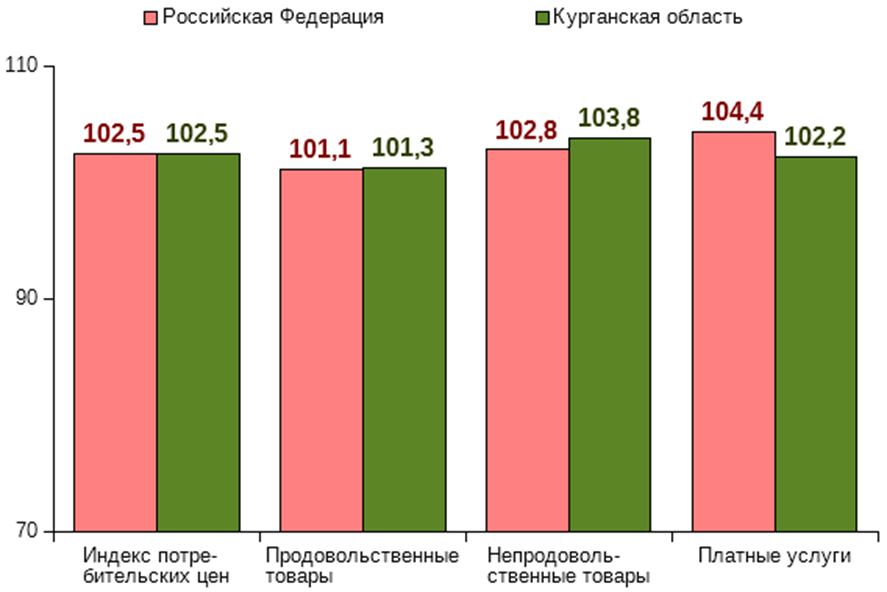 Российская Федерация
Курганская область
110
90
70
102,5
102,5
101,1
101,3
102,8
103,8
104,4
102,2
Индекс потре-
бительских цен
Продовольственные
товары
Непродоволь-
ственные товары
Платные услуги